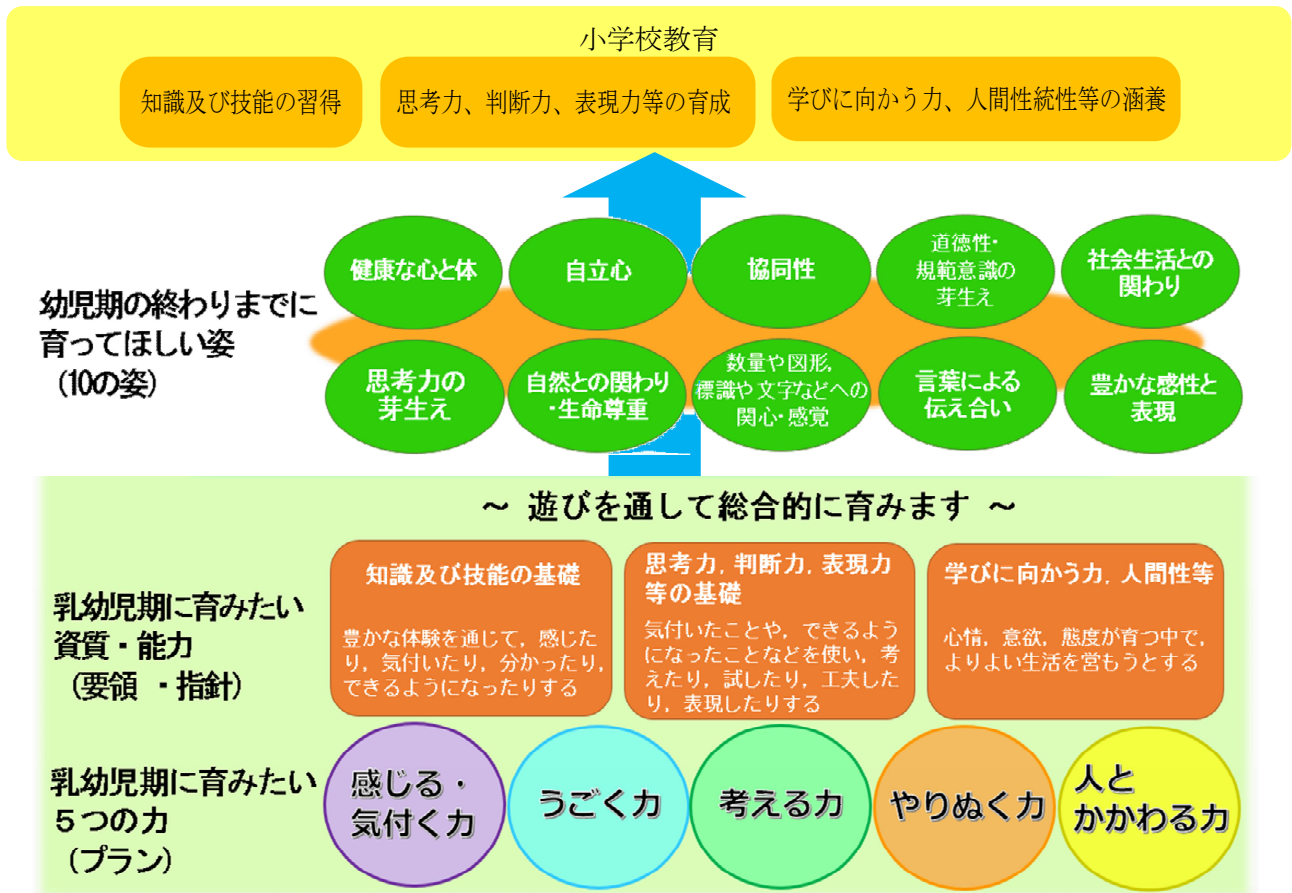 小学校教育
知識及び技能の習得
思考力、判断力、表現力等の育成
学びに向かう力、人間性統性等の涵養
幼児期の終わりまでに
育ってほしい姿
(10の姿)
健康な心と体
自立心
協同性
道徳性・
規範意識の
芽生え
社会生活との
関わり
思考力の
芽生え
自然との関わり
・生命尊重
数量や図形,
標識や文字などへの
関心・感覚
言葉による
伝え合い
豊かな感性と
表現
～ 遊びを通して総合的に育みます ～
乳幼児期に育みたい
資質・能力
(要領 ・指針)
知識及び技能の基礎
豊かな体験を通じて,感じた
り,気付いたり,分かったり,
できるようになったりする
思考力,判断力,表現力
等の基礎
気付いたことや,できるよう
になったことなどを使い,考
えたり,試したり,工夫した
り,表現したりする
学びに向かう力,人間性等
心情,意欲,態度が育つ中で,
よりよい生活を営もうとする
乳幼児期に育みたい
５つの力
(プラン)
感じる・
気付く力
うごく力
考える力
やりぬく力
人と
かかわる力